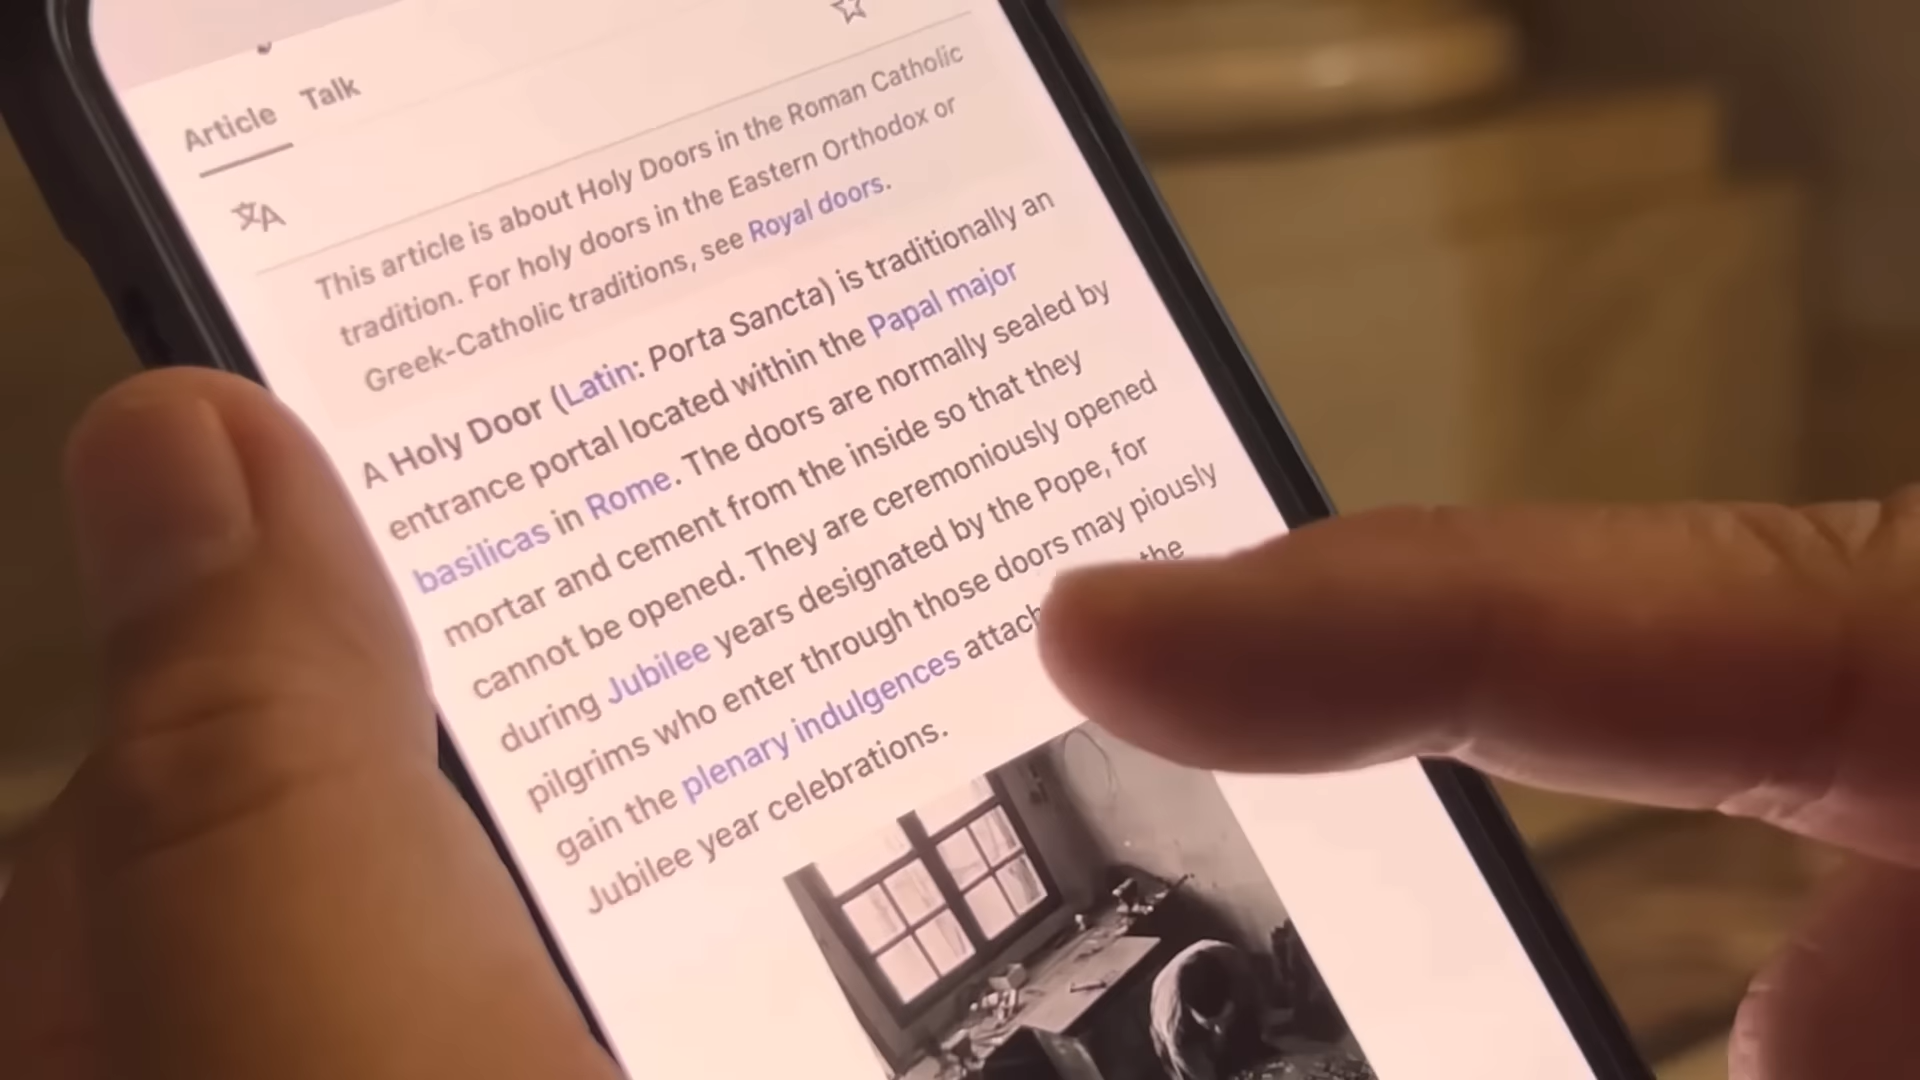 Article Talk
This article is about Holy Doors in the Roman Catholic
tradition. For holy doors in the Eastern Orthodox or
Greek-Catholic traditions, see Royal doors.
A Holy Door (Latin: Porta Sancta) is traditionally an
entrance portal located within the Papal major
basilicas in Rome. The doors are normally sealed by
mortar and cement from the inside so that they
cannot be opened. They are ceremoniously opened
during Jubilee years designated by the Pope, for
pilgrims who enter through those doors may piously
gain the plenary indulgences attach the
Jubilee year celebrations.